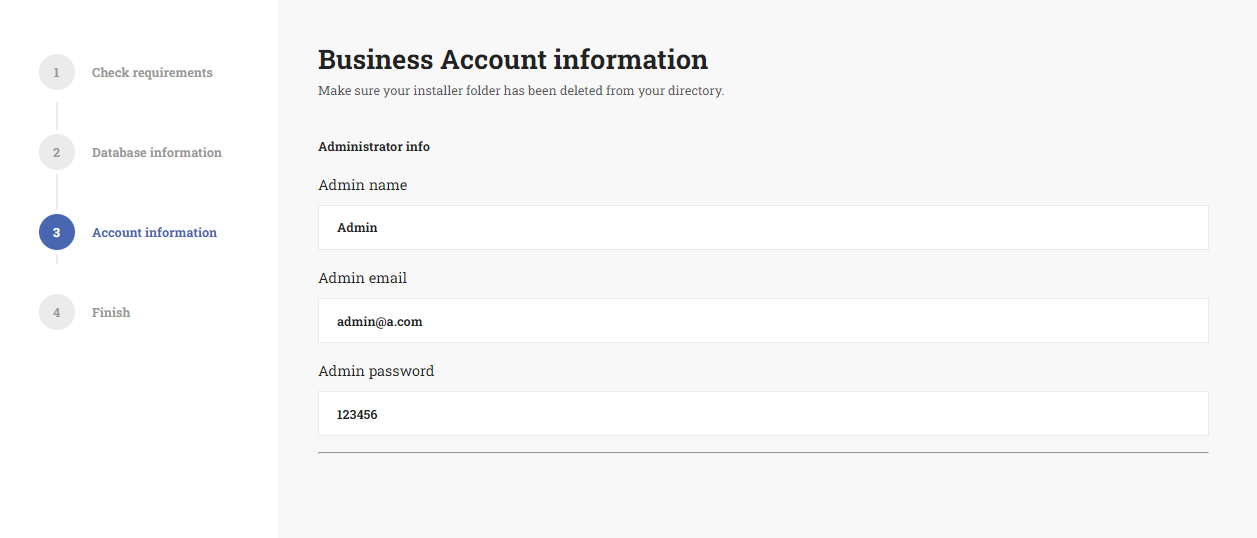 1 Check requirements
2 Database information
3 Account information
4 Finish
Business Account information
Make sure your installer folder has been deleted from your directory.
Administrator info
Admin name
Admin
Admin email
admin@a.com
Admin password
123456